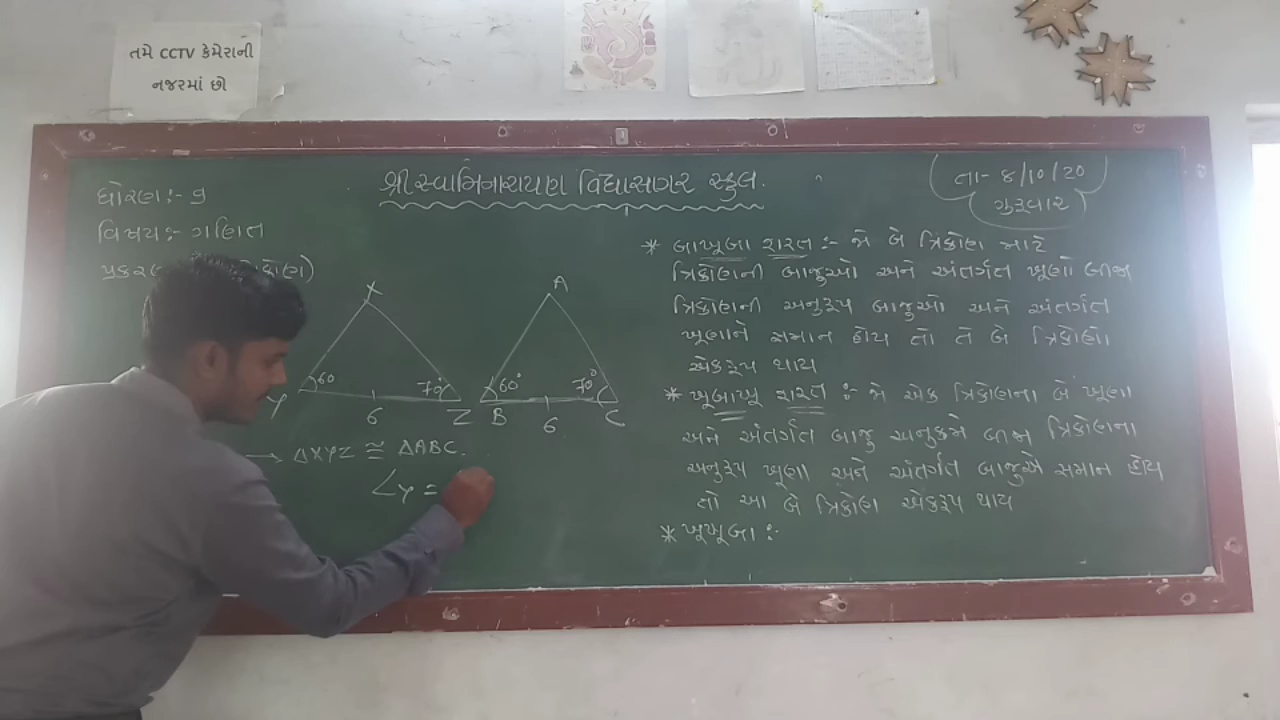 તમે CCTV કેમેરાની
નજરમાં છો
શ્રી સ્વામિનારાયણ વિદ્યાસાગર સ્કુલ.
ધોરણ:- 9
વિષય:- ગણિત
તા- ૪/10/20
ગુરૂવાર
X
60
70°
Y
6
Z
A
60°
70°
B
6
C
→ ΔXYZ ≅ ΔABC.
∠Y =
* બાખૂબા શરત :- જો બે ત્રિકોણ માટે
ત્રિકોણની બાજુઓ અને અંતર્ગત ખૂણો બીજા
ત્રિકોણની અનુરૂપ બાજુઓ અને અંતર્ગત
ખૂણાને સમાન હોય તો તે બે ત્રિકોણો
એકરૂપ થાય
* ખૂબાખૂ શરત :- જો એક ત્રિકોણના બે ખૂણા
અને અંતર્ગત બાજુ અનુક્રમે બીજા ત્રિકોણના
અનુરૂપ ખૂણા અને અંતર્ગત બાજુએ સમાન હોય
તો આ બે ત્રિકોણ એકરૂપ થાય
* ખૂખૂબા :-